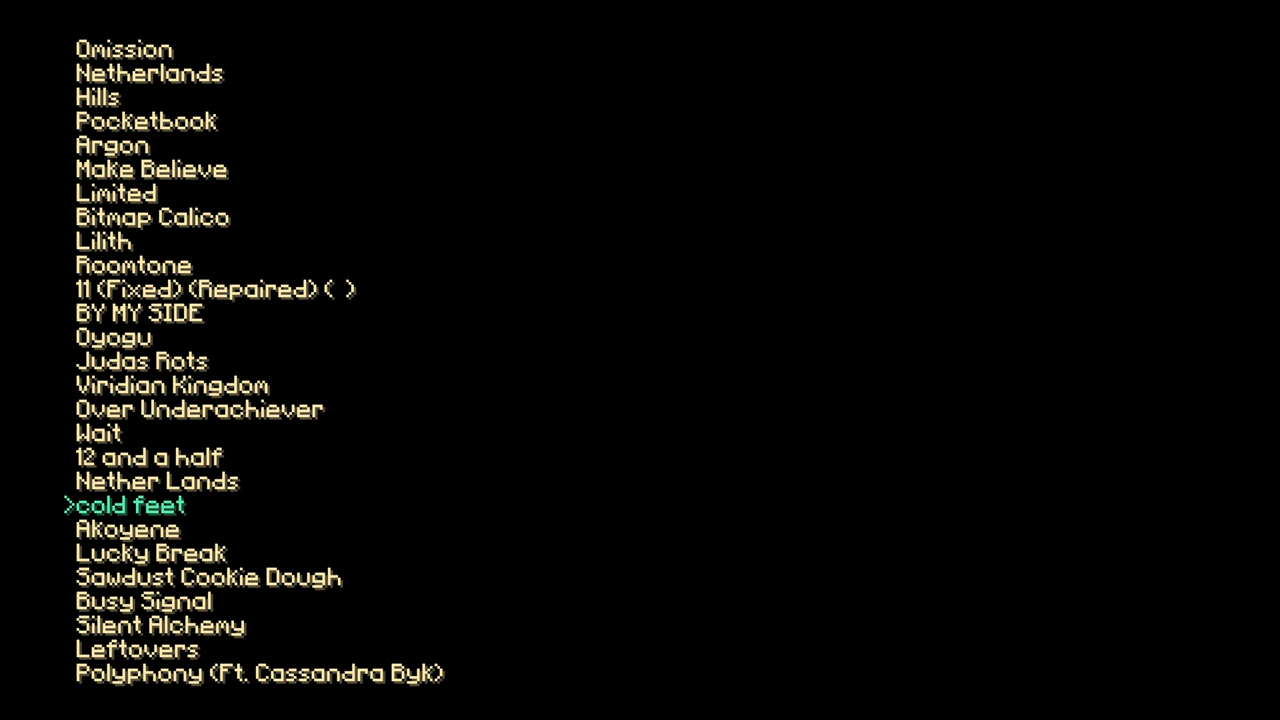 Omission
Netherlands
Hills
Pocketbook
Argon
Make Believe
Limited
Bitmap Calico
Lilith
Roomtone
11 (Fixed) (Repaired) ( )
BY MY SIDE
Oyogu
Judas Rots
Viridian Kingdom
Over Underachiever
Wait
12 and a half
Nether Lands
>cold feet
Akoyene
Lucky Break
Sawdust Cookie Dough
Busy Signal
Silent Alchemy
Leftovers
Polyphony (Ft. Cassandra Byk)